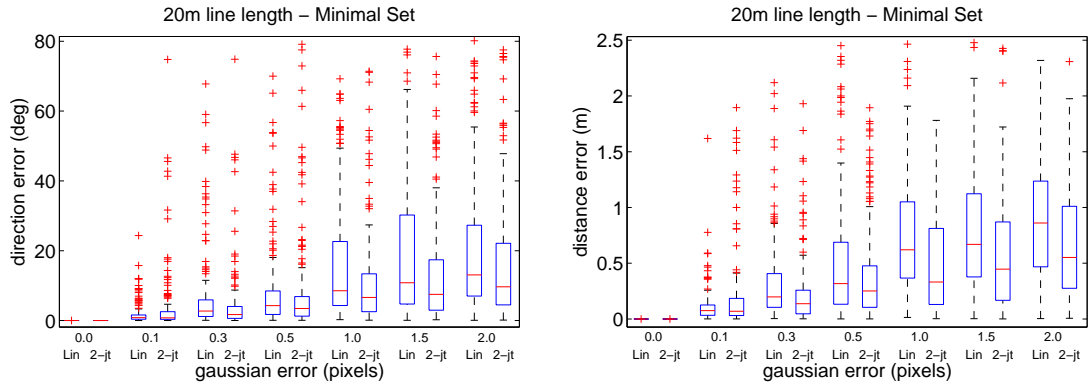 20m line length − Minimal Set
direction error (deg)
80
60
40
20
0
0.0 0.1 0.3 0.5 1.0 1.5 2.0
Lin 2−jt Lin 2−jt Lin 2−jt Lin 2−jt Lin 2−jt Lin 2−jt Lin 2−jt
gaussian error (pixels)
20m line length − Minimal Set
distance error (m)
2.5
2
1.5
1
0.5
0
0.0 0.1 0.3 0.5 1.0 1.5 2.0
Lin 2−jt Lin 2−jt Lin 2−jt Lin 2−jt Lin 2−jt Lin 2−jt Lin 2−jt
gaussian error (pixels)